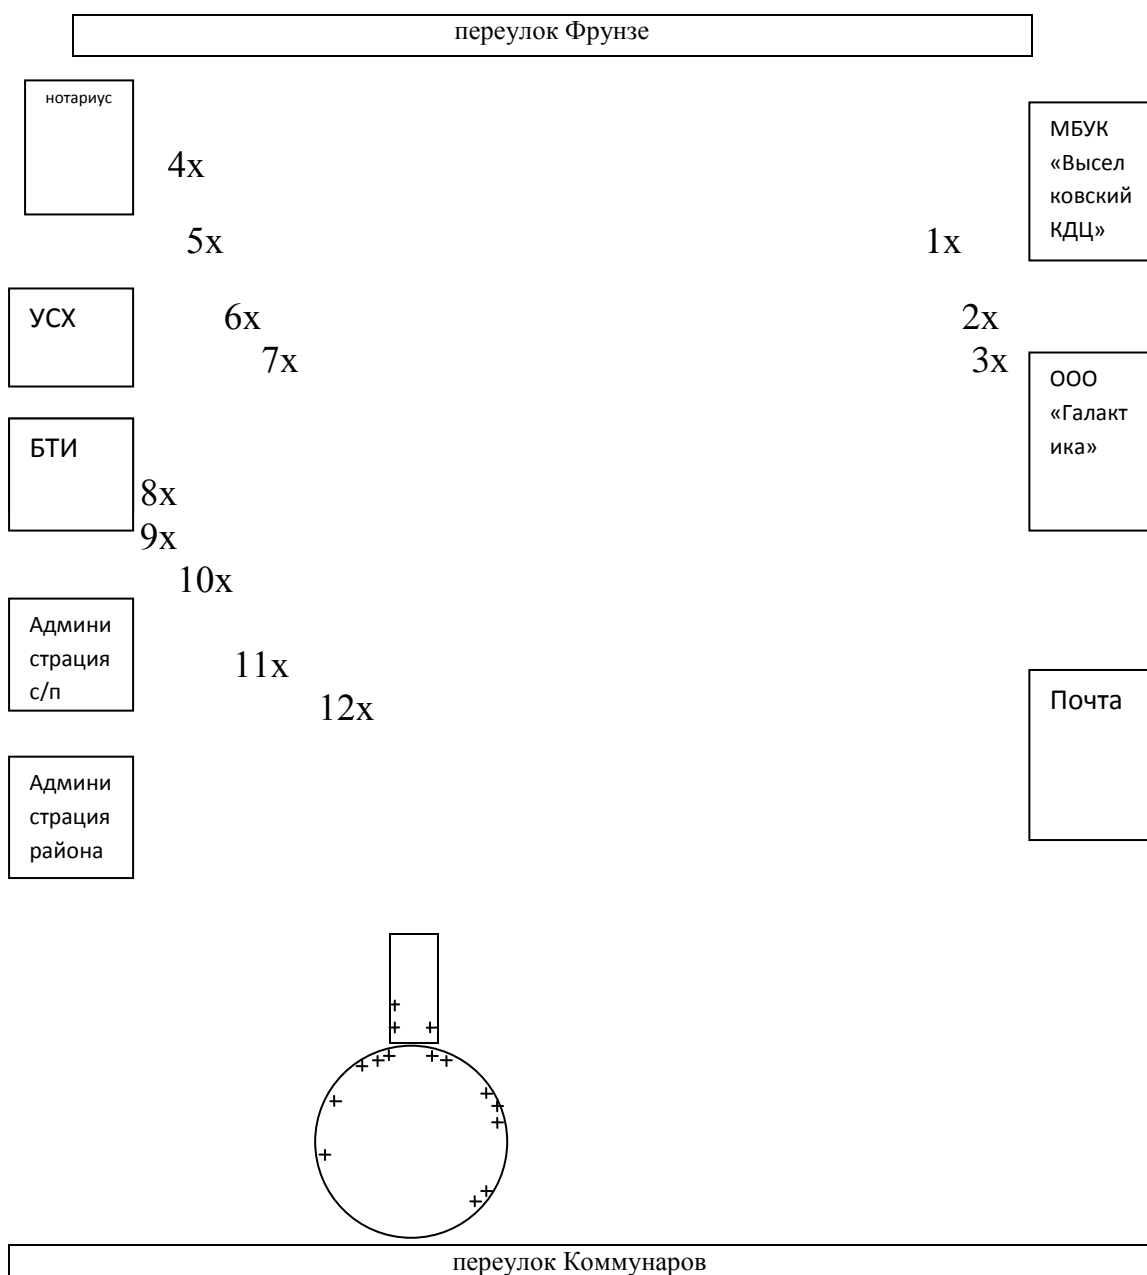 переулок Фрунзе
нотариус
МБУК
«Высел
ковский
КДЦ»
4х
5х
1х
УСХ
6х
2х
7х
3х
ООО
«Галакт
ика»
БТИ
8х
9х
10х
Админи
страция
с/п
11х
12х
Почта
Админи
страция
района
переулок Коммунаров